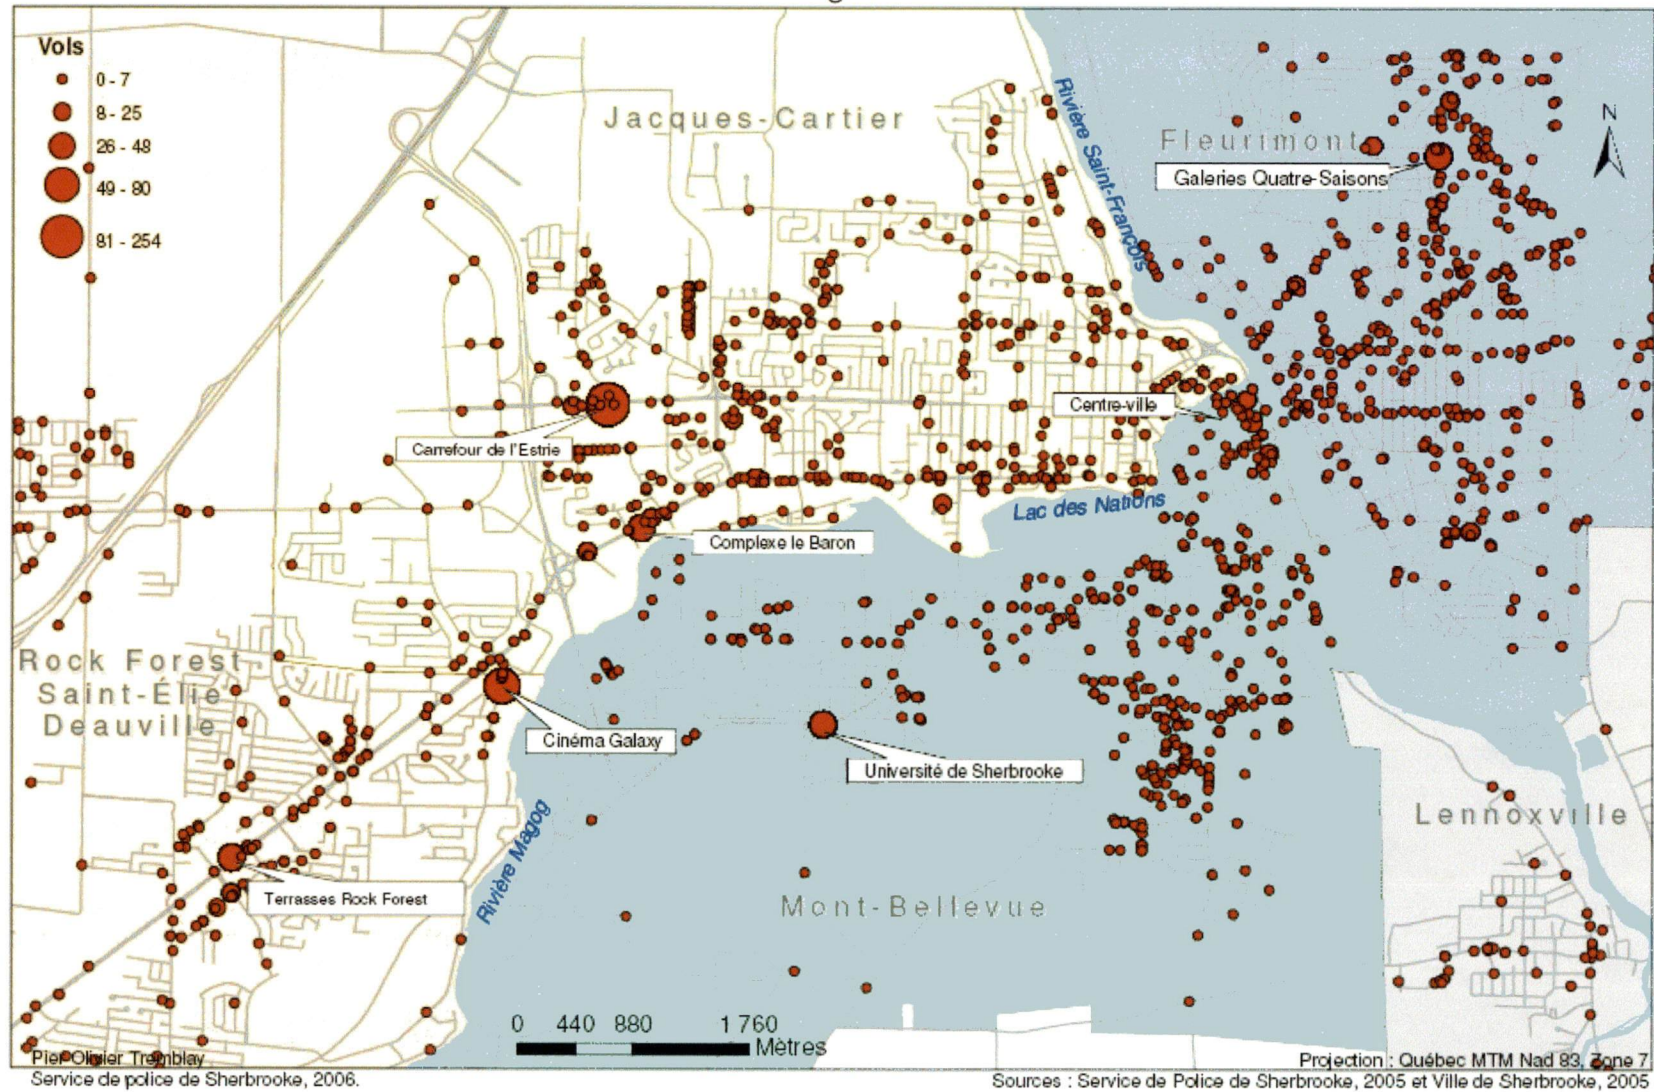 Vols
0 - 7
8 - 25
26 - 48
49 - 80
81 - 254
Jacques-Cartier
Rivière Saint-François
Fleurimont
N
Galeries Quatre-Saisons
Centre-ville
Carrefour de l'Estrie
Lac des Nations
Complexe le Baron
Rock Forest
Saint-Élie
Deauville
Cinéma Galaxy
Université de Sherbrooke
Rivière Magog
Lennoxville
Terrasses Rock Forest
Mont-Bellevue
0 440 880 1 760
Mètres
Pier Olivier Tremblay
Service de police de Sherbrooke, 2006.
Projection : Québec MTM Nad 83, Zone 7
Sources : Service de Police de Sherbrooke, 2005 et Ville de Sherbrooke, 2005